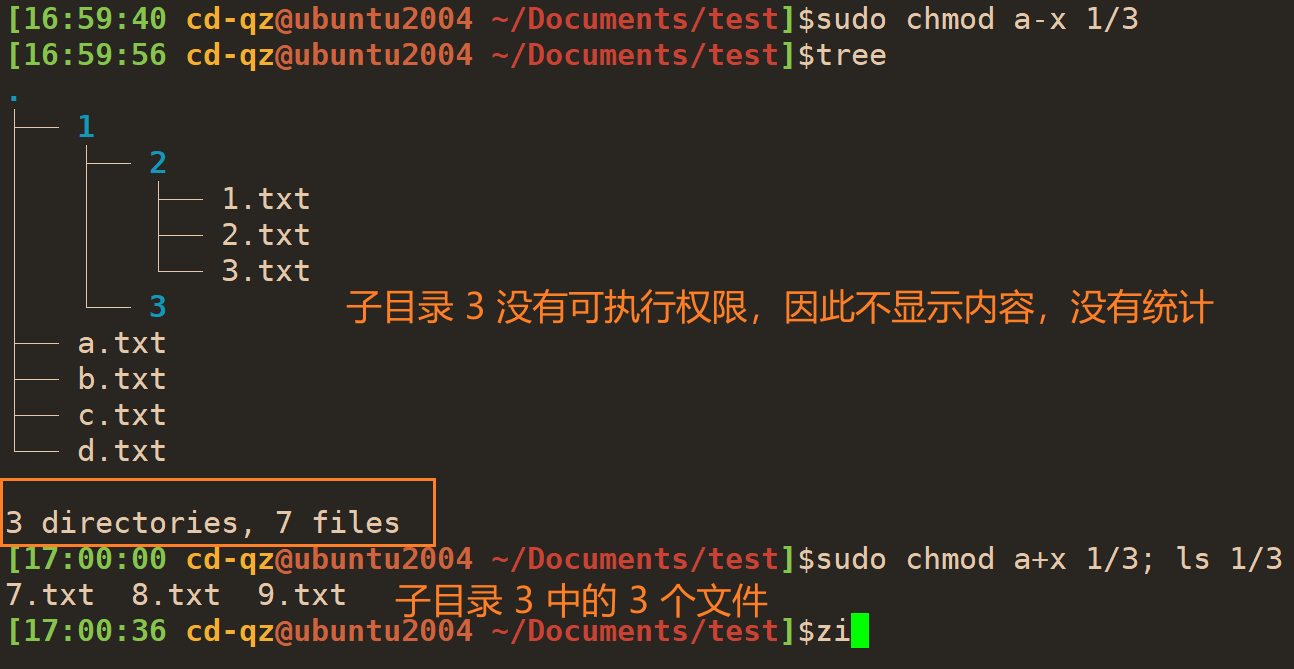 [16:59:40 cd-qz@ubuntu2004 ~/Documents/test]$sudo chmod a-x 1/3
[16:59:56 cd-qz@ubuntu2004 ~/Documents/test]$tree
.
├── 1
│   ├── 2
│   │   ├── 1.txt
│   │   ├── 2.txt
│   │   └── 3.txt
│   └── 3 子目录 3 没有可执行权限，因此不显示内容，没有统计
├── a.txt
├── b.txt
├── c.txt
└── d.txt
3 directories, 7 files
[17:00:00 cd-qz@ubuntu2004 ~/Documents/test]$sudo chmod a+x 1/3; ls 1/3
7.txt  8.txt  9.txt 子目录 3 中的 3 个文件
[17:00:36 cd-qz@ubuntu2004 ~/Documents/test]$zi